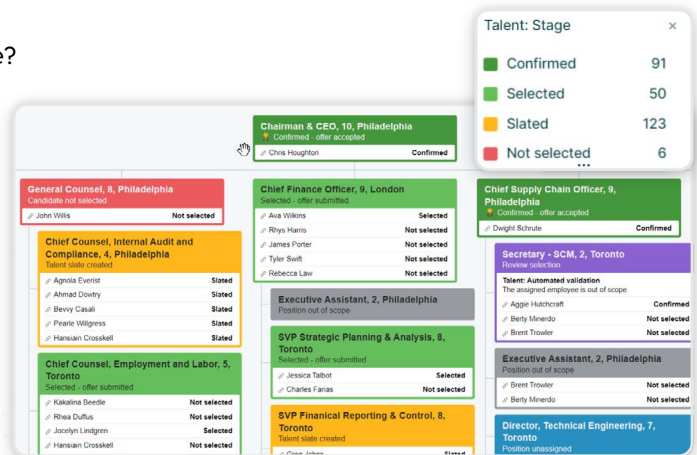 e?
Talent: Stage ×
Confirmed 91
Selected 50
Slated 123
Not selected 6
...
Chairman & CEO, 10, Philadelphia
Confirmed - offer accepted
Chris Houghton Confirmed
General Counsel, 8, Philadelphia
Candidate not selected
John Willis Not selected
Chief Counsel, Internal Audit and
Compliance, 4, Philadelphia
Talent slate created
Agnola Everist Slated
Ahmad Dowtry Slated
Bevvy Casali Slated
Pearle Wilgress Slated
Hansiain Crosskell Slated
Chief Counsel, Employment and Labor, 5,
Toronto
Selected - offer submitted
Kakalina Beedle Not selected
Rhea Duffus Not selected
Jocelyn Lindgren Selected
Hansiain Crosskell Not selected
Chief Finance Officer, 9, London
Selected - offer submitted
Ava Wilkins Selected
Rhys Harris Not selected
James Porter Not selected
Tyler Swift Not selected
Rebecca Law Not selected
Executive Assistant, 2, Philadelphia
Position out of scope
SVP Strategic Planning & Analysis, 8,
Toronto
Selected - offer submitted
Jessica Talbot Selected
Charles Farias Not selected
SVP Finanical Reporting & Control, 8,
Toronto
Talent slate created
Greg Johns Slated
Chief Supply Chain Officer, 9,
Philadelphia
Confirmed - offer accepted
Dwight Schrute Confirmed
Secretary - SCM, 2, Toronto
Review selection
Talent: Automated validation
The assigned employee is out of scope
Aggie Hutchcraft Confirmed
Berty Minerdo Not selected
Brent Trowler Not selected
Executive Assistant, 2, Philadelphia
Position out of scope
Brent Trowler Not selected
Berty Minerdo Not selected
Director, Technical Engineering, 7,
Toronto
Position unassigned